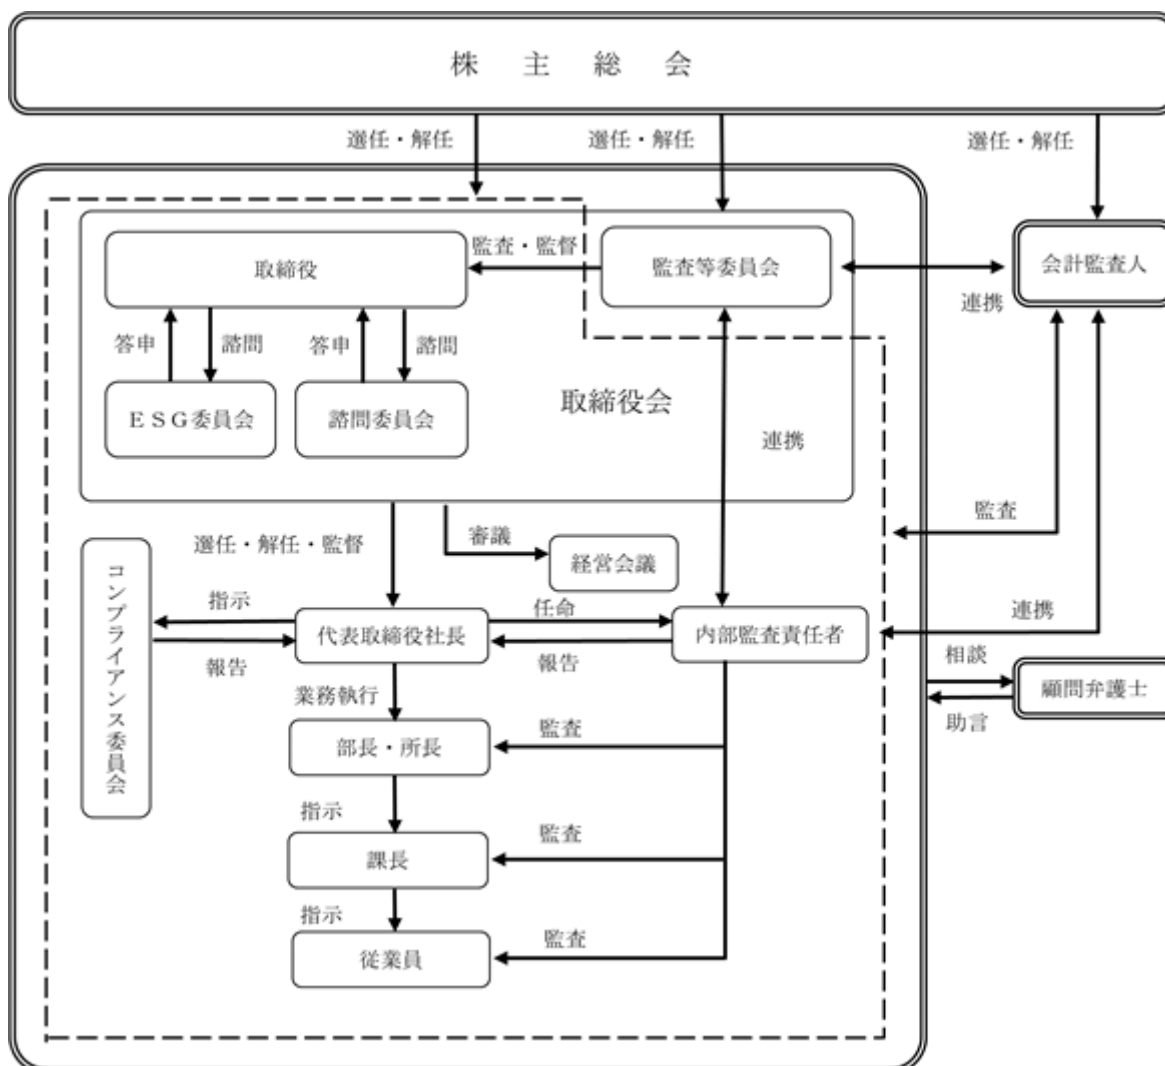 株 主 総 会
選任・解任
選任・解任
選任・解任
取締役
監査・監督
監査等委員会
会計監査人
連携
答申
諮問
答申
諮問
ESG委員会
諮問委員会
取締役会
連携
監査
選任・解任・監督
審議
経営会議
コンプライアンス委員会
指示
代表取締役社長
任命
内部監査責任者
連携
報告
報告
相談
顧問弁護士
助言
業務執行
部長・所長
監査
指示
課長
監査
指示
従業員
監査